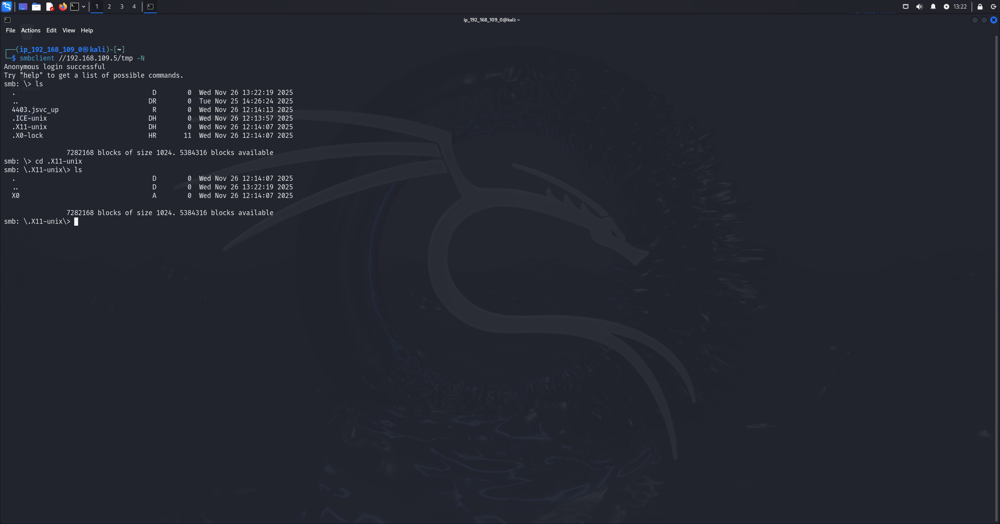 1 2 3 4 13:22
ip_192_168_109_0@kali: ~
File Actions Edit View Help
┌──(ip_192_168_109_0㉿kali)-[~]
└─$ smbclient //192.168.109.5/tmp -N
Anonymous login successful
Try "help" to get a list of possible commands.
smb: \> ls
  .                                   D        0  Wed Nov 26 13:22:19 2025
  ..                                 DR        0  Tue Nov 25 14:26:24 2025
  4403.jsvc_up                        R        0  Wed Nov 26 12:14:13 2025
  .ICE-unix                          DH        0  Wed Nov 26 12:13:57 2025
  .X11-unix                          DH        0  Wed Nov 26 12:14:07 2025
  .X0-lock                           HR       11  Wed Nov 26 12:14:07 2025
                7282168 blocks of size 1024. 5384316 blocks available
smb: \> cd .X11-unix
smb: \.X11-unix\> ls
  .                                   D        0  Wed Nov 26 12:14:07 2025
  ..                                  D        0  Wed Nov 26 13:22:19 2025
  X0                                  A        0  Wed Nov 26 12:14:07 2025
                7282168 blocks of size 1024. 5384316 blocks available
smb: \.X11-unix\>
File System